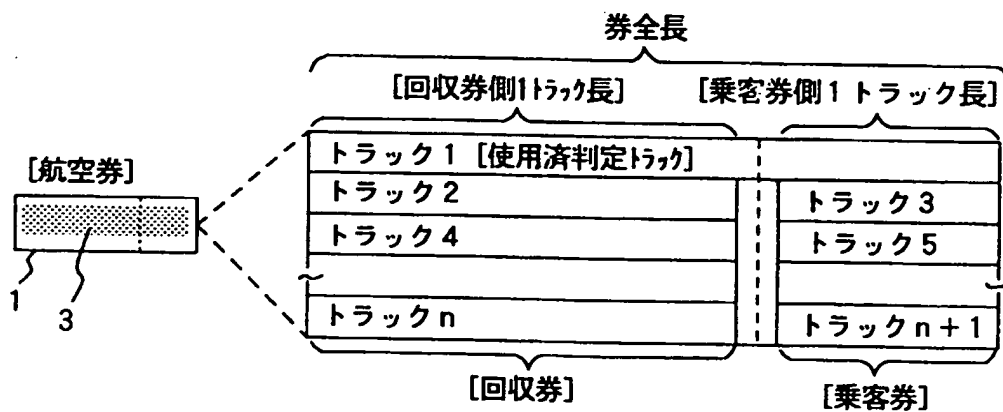 券全長
[回収券側1トラック長]
[乗客券側1トラック長]
[航空券]
トラック1 [使用済判定トラック]
トラック2
トラック3
トラック4
トラック5
トラックn
トラックn+1
1
3
[回収券]
[乗客券]